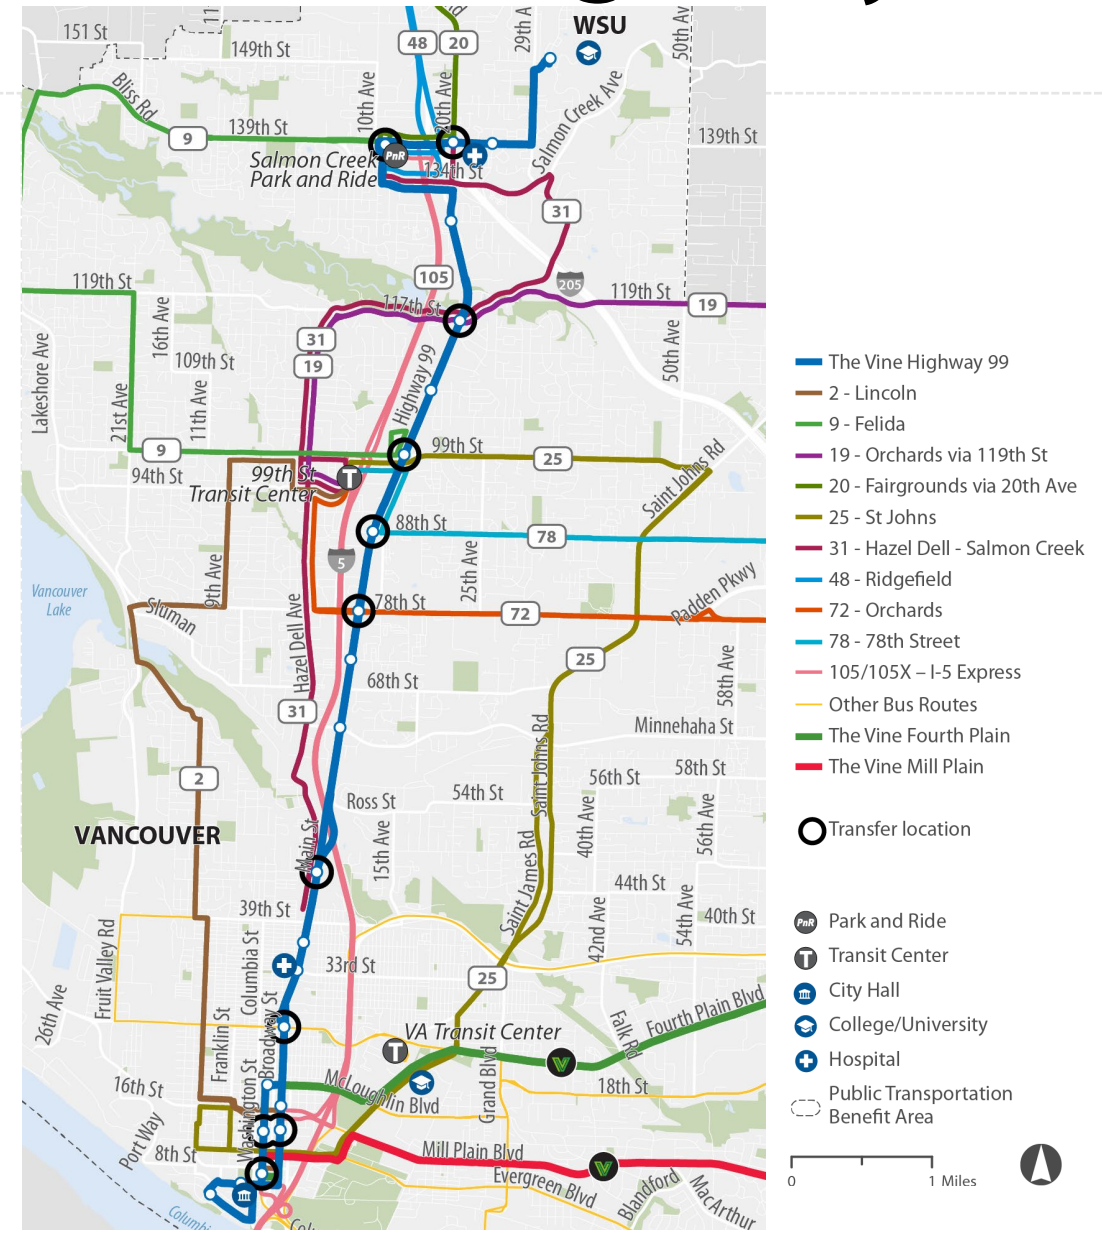 WSU
151 St
11
149th St
48
20
29th A
50th Av
Bliss Rd
10th Ave
20th Ave
Salmon Creek Ave
9
139th St
139th St
Salmon Creek
Park and Ride
PnR
134th St
31
105
205
119th St
117th St
119th St
19
16th Ave
31
19
109th St
Lakeshore Ave
21st Ave
11th Ave
Highway 99
50th Ave
9
99th St
25
94th St
99th St
Transit Center
T
Saint Johns Rd
88th St
78
5
9th Ave
25th Ave
Vancouver
Lake
Sluman
78th St
72
Padden Pkwy
Hazel Dell Ave
25
68th St
58th Ave
31
Minnehaha St
Saint Johns Rd
2
58th St
56th St
54th St
Ross St
VANCOUVER
Main St
15th Ave
40th Ave
56th Ave
Saint James Rd
44th St
39th St
42nd Ave
54th Ave
40th St
Fruit Valley Rd
Columbia St
33rd St
25
26th Ave
Franklin St
Broadway St
VA Transit Center
T
Falk Rd
Fourth Plain Blvd
V
16th St
Washington St
McLoughlin Blvd
Grand Blvd
18th St
Port Way
8th St
Mill Plain Blvd
V
Evergreen Blvd
Blandford
MacArthur
Columbi
Colu
The Vine Highway 99
2 - Lincoln
9 - Felida
19 - Orchards via 119th St
20 - Fairgrounds via 20th Ave
25 - St Johns
31 - Hazel Dell - Salmon Creek
48 - Ridgefield
72 - Orchards
78 - 78th Street
105/105X – I-5 Express
Other Bus Routes
The Vine Fourth Plain
The Vine Mill Plain
Transfer location
PnR Park and Ride
T Transit Center
City Hall
College/University
Hospital
Public Transportation
Benefit Area
0 1 Miles